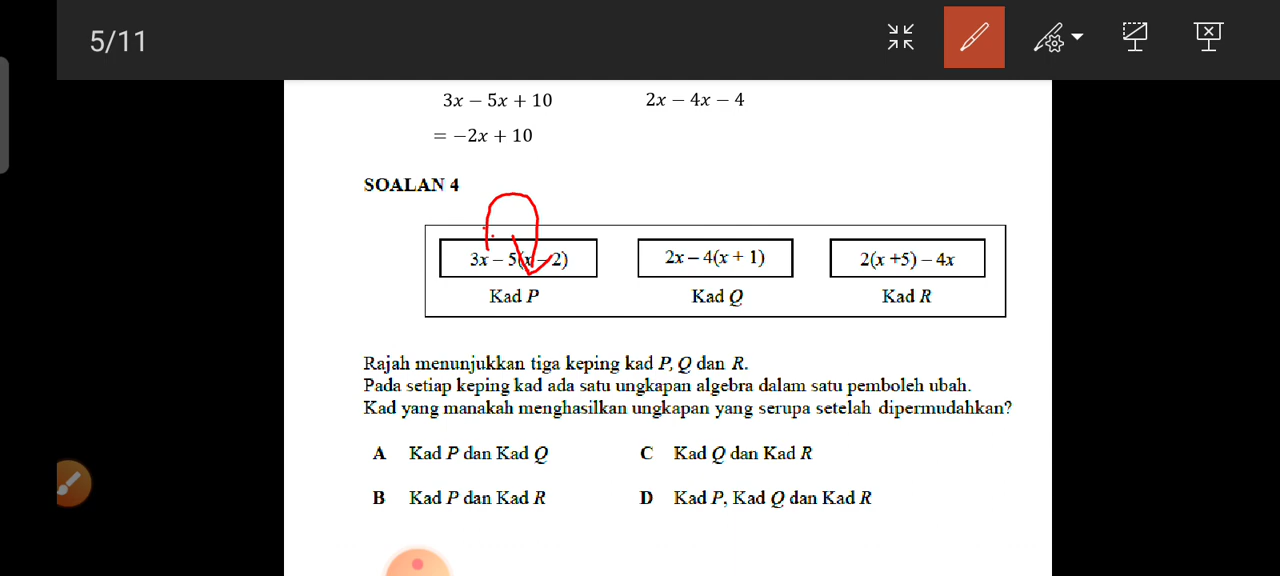 5/11
3x − 5x + 10 2x − 4x − 4
= −2x + 10
SOALAN 4
3x − 5(x − 2) 2x − 4(x + 1) 2(x +5) − 4x
Kad P Kad Q Kad R
Rajah menunjukkan tiga keping kad P, Q dan R.
Pada setiap keping kad ada satu ungkapan algebra dalam satu pemboleh ubah.
Kad yang manakah menghasilkan ungkapan yang serupa setelah dipermudahkan?
A Kad P dan Kad Q C Kad Q dan Kad R
B Kad P dan Kad R D Kad P, Kad Q dan Kad R